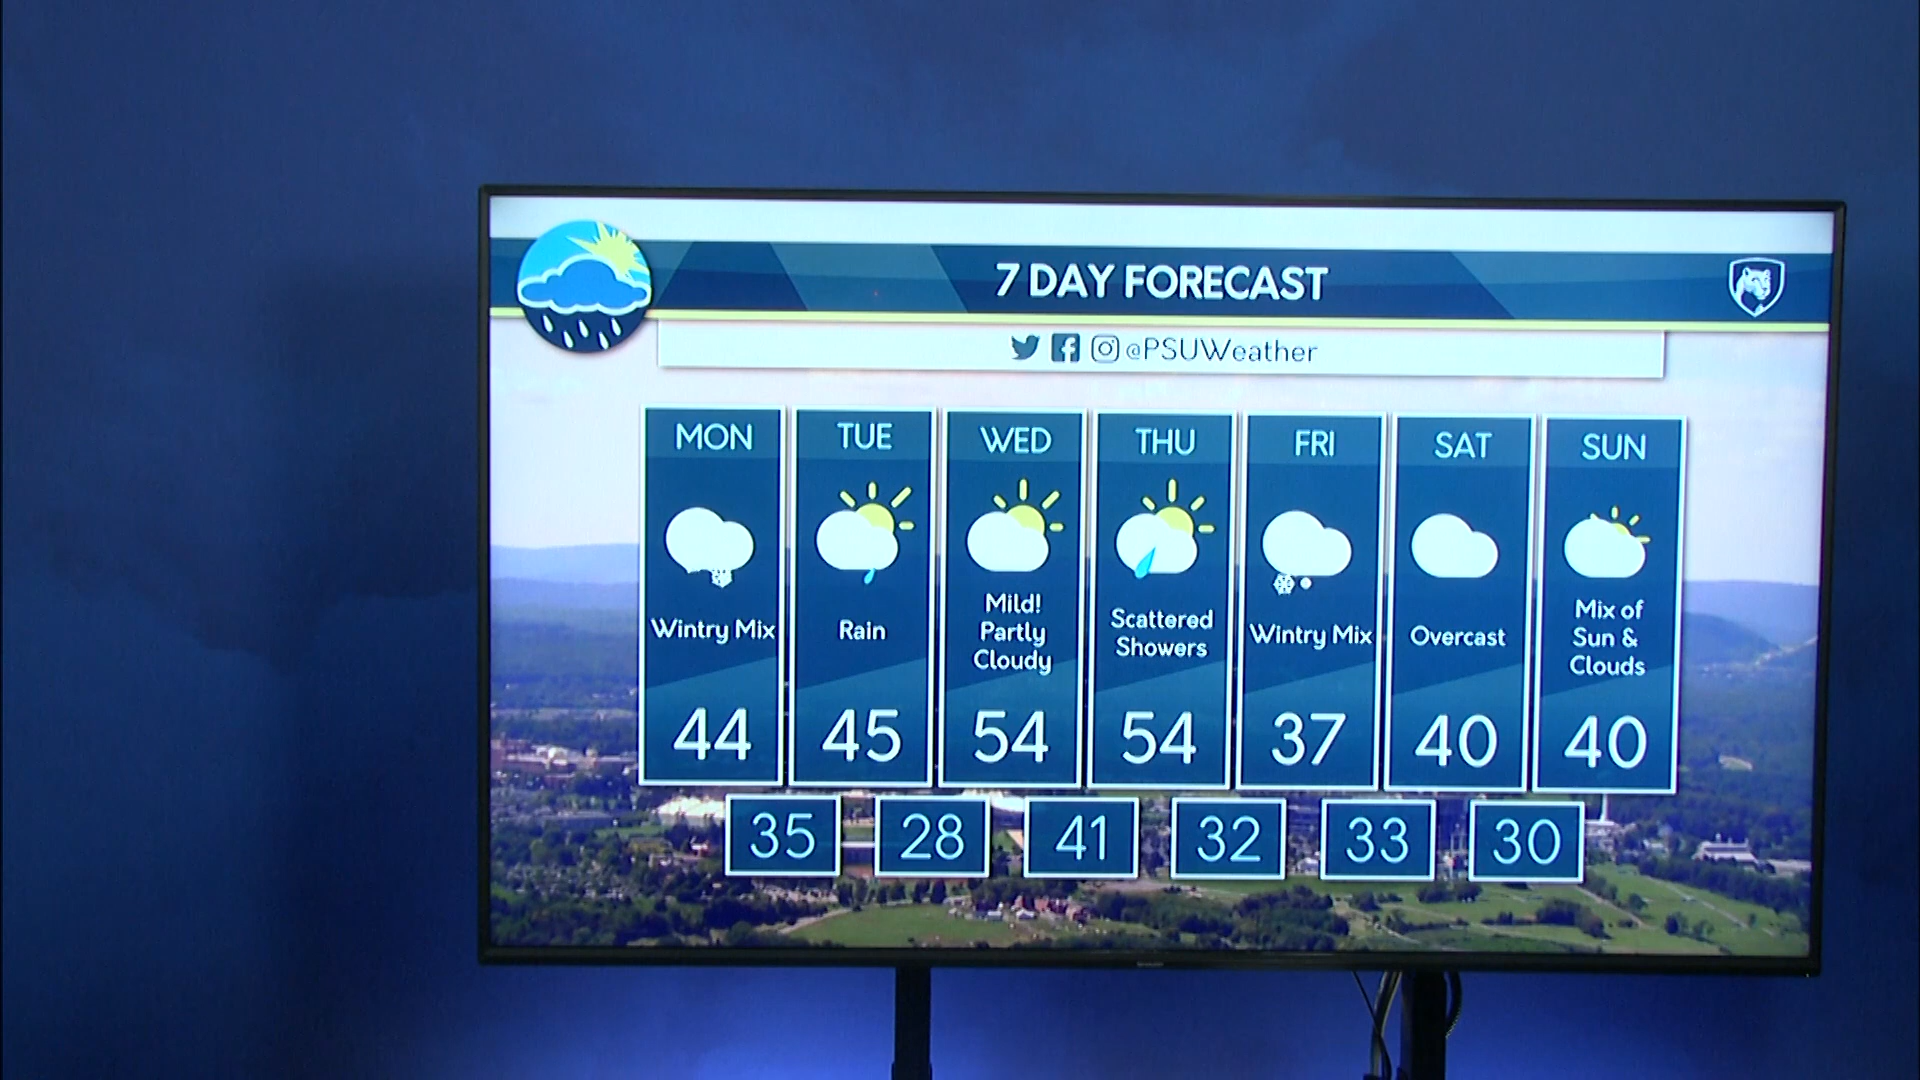 7 DAY FORECAST
@PSUWeather
MON
Wintry Mix
44
TUE
Rain
45
WED
Mild!
Partly
Cloudy
54
THU
Scattered
Showers
54
FRI
Wintry Mix
37
SAT
Overcast
40
SUN
Mix of
Sun &
Clouds
40
35
28
41
32
33
30